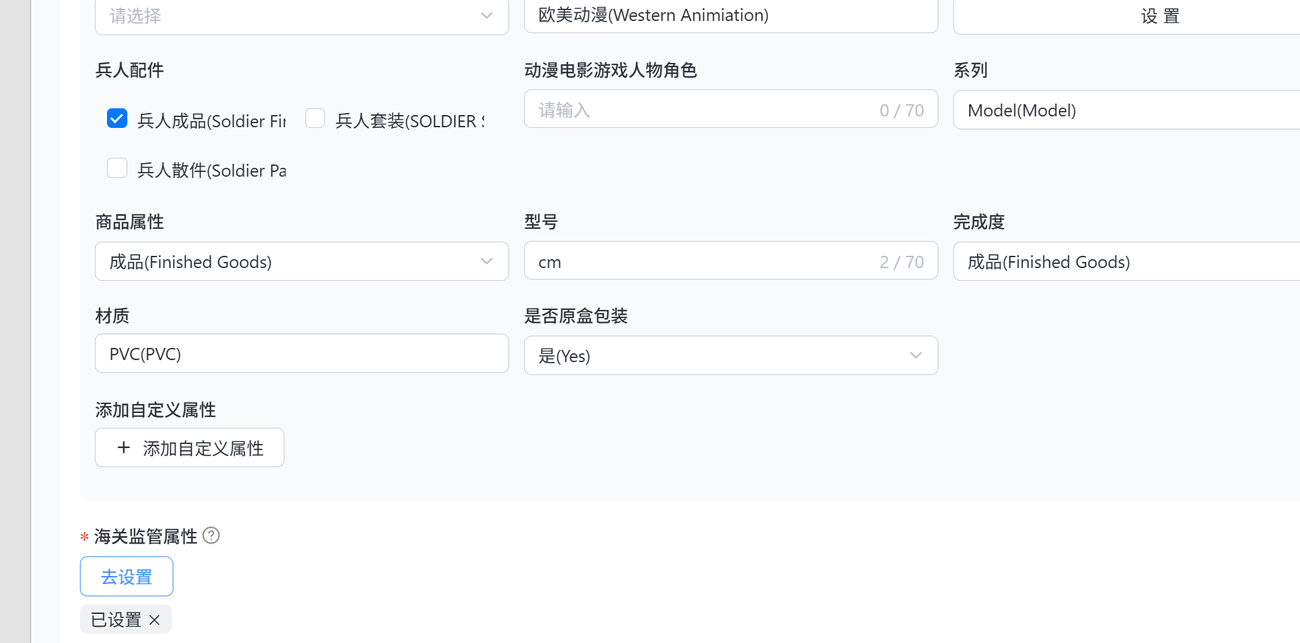 请选择
欧美动漫(Western Animiation)
设 置
兵人配件
动漫电影游戏人物角色
系列
兵人成品(Soldier Fir
兵人套装(SOLDIER S
请输入
0 / 70
Model(Model)
兵人散件(Soldier Pa
商品属性
型号
完成度
成品(Finished Goods)
cm
2 / 70
成品(Finished Goods)
材质
是否原盒包装
PVC(PVC)
是(Yes)
添加自定义属性
+ 添加自定义属性
* 海关监管属性 ?
去设置
已设置 ×